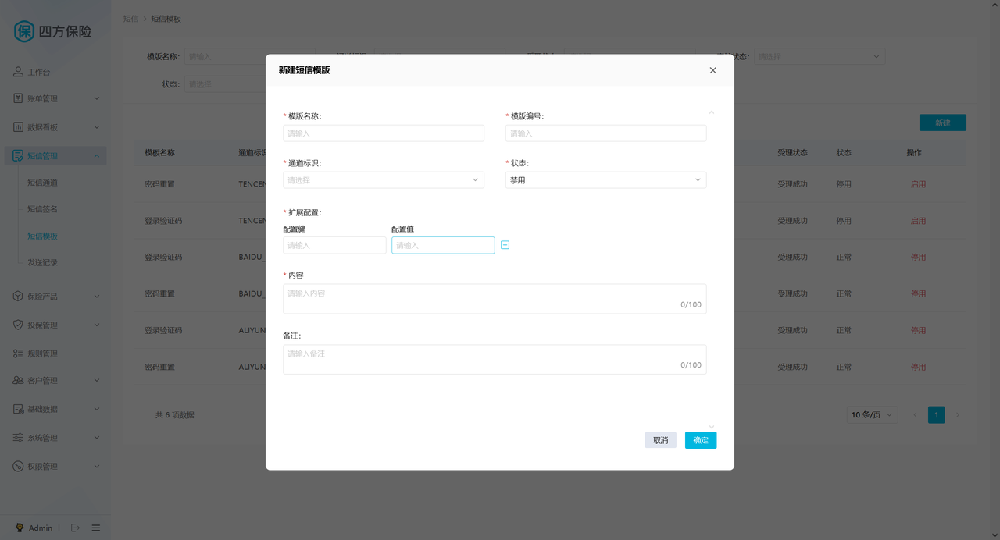 短信 > 短信模板
四方保险
模版名称: 请输入
状态: 请选择
状态: 请选择
工作台
账单管理
数据看板
短信管理
短信通道
短信签名
短信模板
发送记录
保险产品
投保管理
规则管理
客户管理
基础数据
系统管理
权限管理
Admin
新建
模板名称 通道标识 受理状态 状态 操作
密码重置 TENCEN 受理成功 停用 启用
登录验证码 TENCEN 受理成功 停用 启用
登录验证码 BAIDU_ 受理成功 正常 停用
密码重置 BAIDU_ 受理成功 正常 停用
登录验证码 ALIYUN 受理成功 正常 停用
密码重置 ALIYUN 受理成功 正常 停用
共 6 项数据
10 条/页
1
新建短信模版
* 模版名称:
请输入
* 模版编号:
请输入
* 通道标识:
请选择
* 状态:
禁用
* 扩展配置:
配置健 配置值
请输入 请输入
* 内容
请输入内容
0/100
备注:
请输入备注
0/100
取消 确定